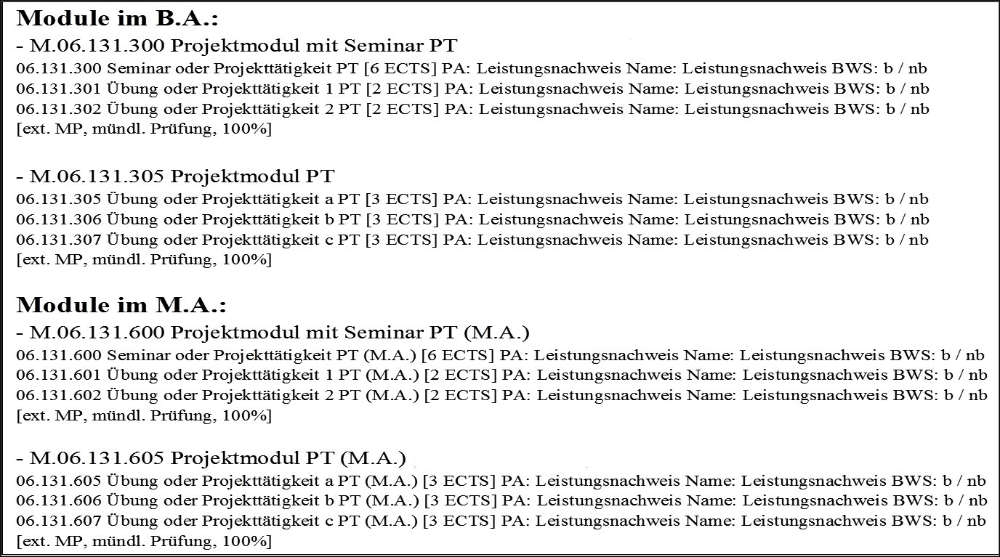 Module im B.A.:
- M.06.131.300 Projektmodul mit Seminar PT
06.131.300 Seminar oder Projekttätigkeit PT [6 ECTS] PA: Leistungsnachweis Name: Leistungsnachweis BWS: b / nb
06.131.301 Übung oder Projekttätigkeit 1 PT [2 ECTS] PA: Leistungsnachweis Name: Leistungsnachweis BWS: b / nb
06.131.302 Übung oder Projekttätigkeit 2 PT [2 ECTS] PA: Leistungsnachweis Name: Leistungsnachweis BWS: b / nb
[ext. MP, mündl. Prüfung, 100%]
- M.06.131.305 Projektmodul PT
06.131.305 Übung oder Projekttätigkeit a PT [3 ECTS] PA: Leistungsnachweis Name: Leistungsnachweis BWS: b / nb
06.131.306 Übung oder Projekttätigkeit b PT [3 ECTS] PA: Leistungsnachweis Name: Leistungsnachweis BWS: b / nb
06.131.307 Übung oder Projekttätigkeit c PT [3 ECTS] PA: Leistungsnachweis Name: Leistungsnachweis BWS: b / nb
[ext. MP, mündl. Prüfung, 100%]
Module im M.A.:
- M.06.131.600 Projektmodul mit Seminar PT (M.A.)
06.131.600 Seminar oder Projekttätigkeit PT (M.A.) [6 ECTS] PA: Leistungsnachweis Name: Leistungsnachweis BWS: b / nb
06.131.601 Übung oder Projekttätigkeit 1 PT (M.A.) [2 ECTS] PA: Leistungsnachweis Name: Leistungsnachweis BWS: b / nb
06.131.602 Übung oder Projekttätigkeit 2 PT (M.A.) [2 ECTS] PA: Leistungsnachweis Name: Leistungsnachweis BWS: b / nb
[ext. MP, mündl. Prüfung, 100%]
- M.06.131.605 Projektmodul PT (M.A.)
06.131.605 Übung oder Projekttätigkeit a PT (M.A.) [3 ECTS] PA: Leistungsnachweis Name: Leistungsnachweis BWS: b / nb
06.131.606 Übung oder Projekttätigkeit b PT (M.A.) [3 ECTS] PA: Leistungsnachweis Name: Leistungsnachweis BWS: b / nb
06.131.607 Übung oder Projekttätigkeit c PT (M.A.) [3 ECTS] PA: Leistungsnachweis Name: Leistungsnachweis BWS: b / nb
[ext. MP, mündl. Prüfung, 100%]